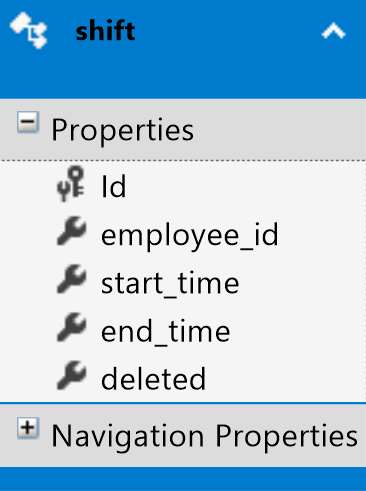 shift
Properties
Id
employee_id
start_time
end_time
deleted
Navigation Properties